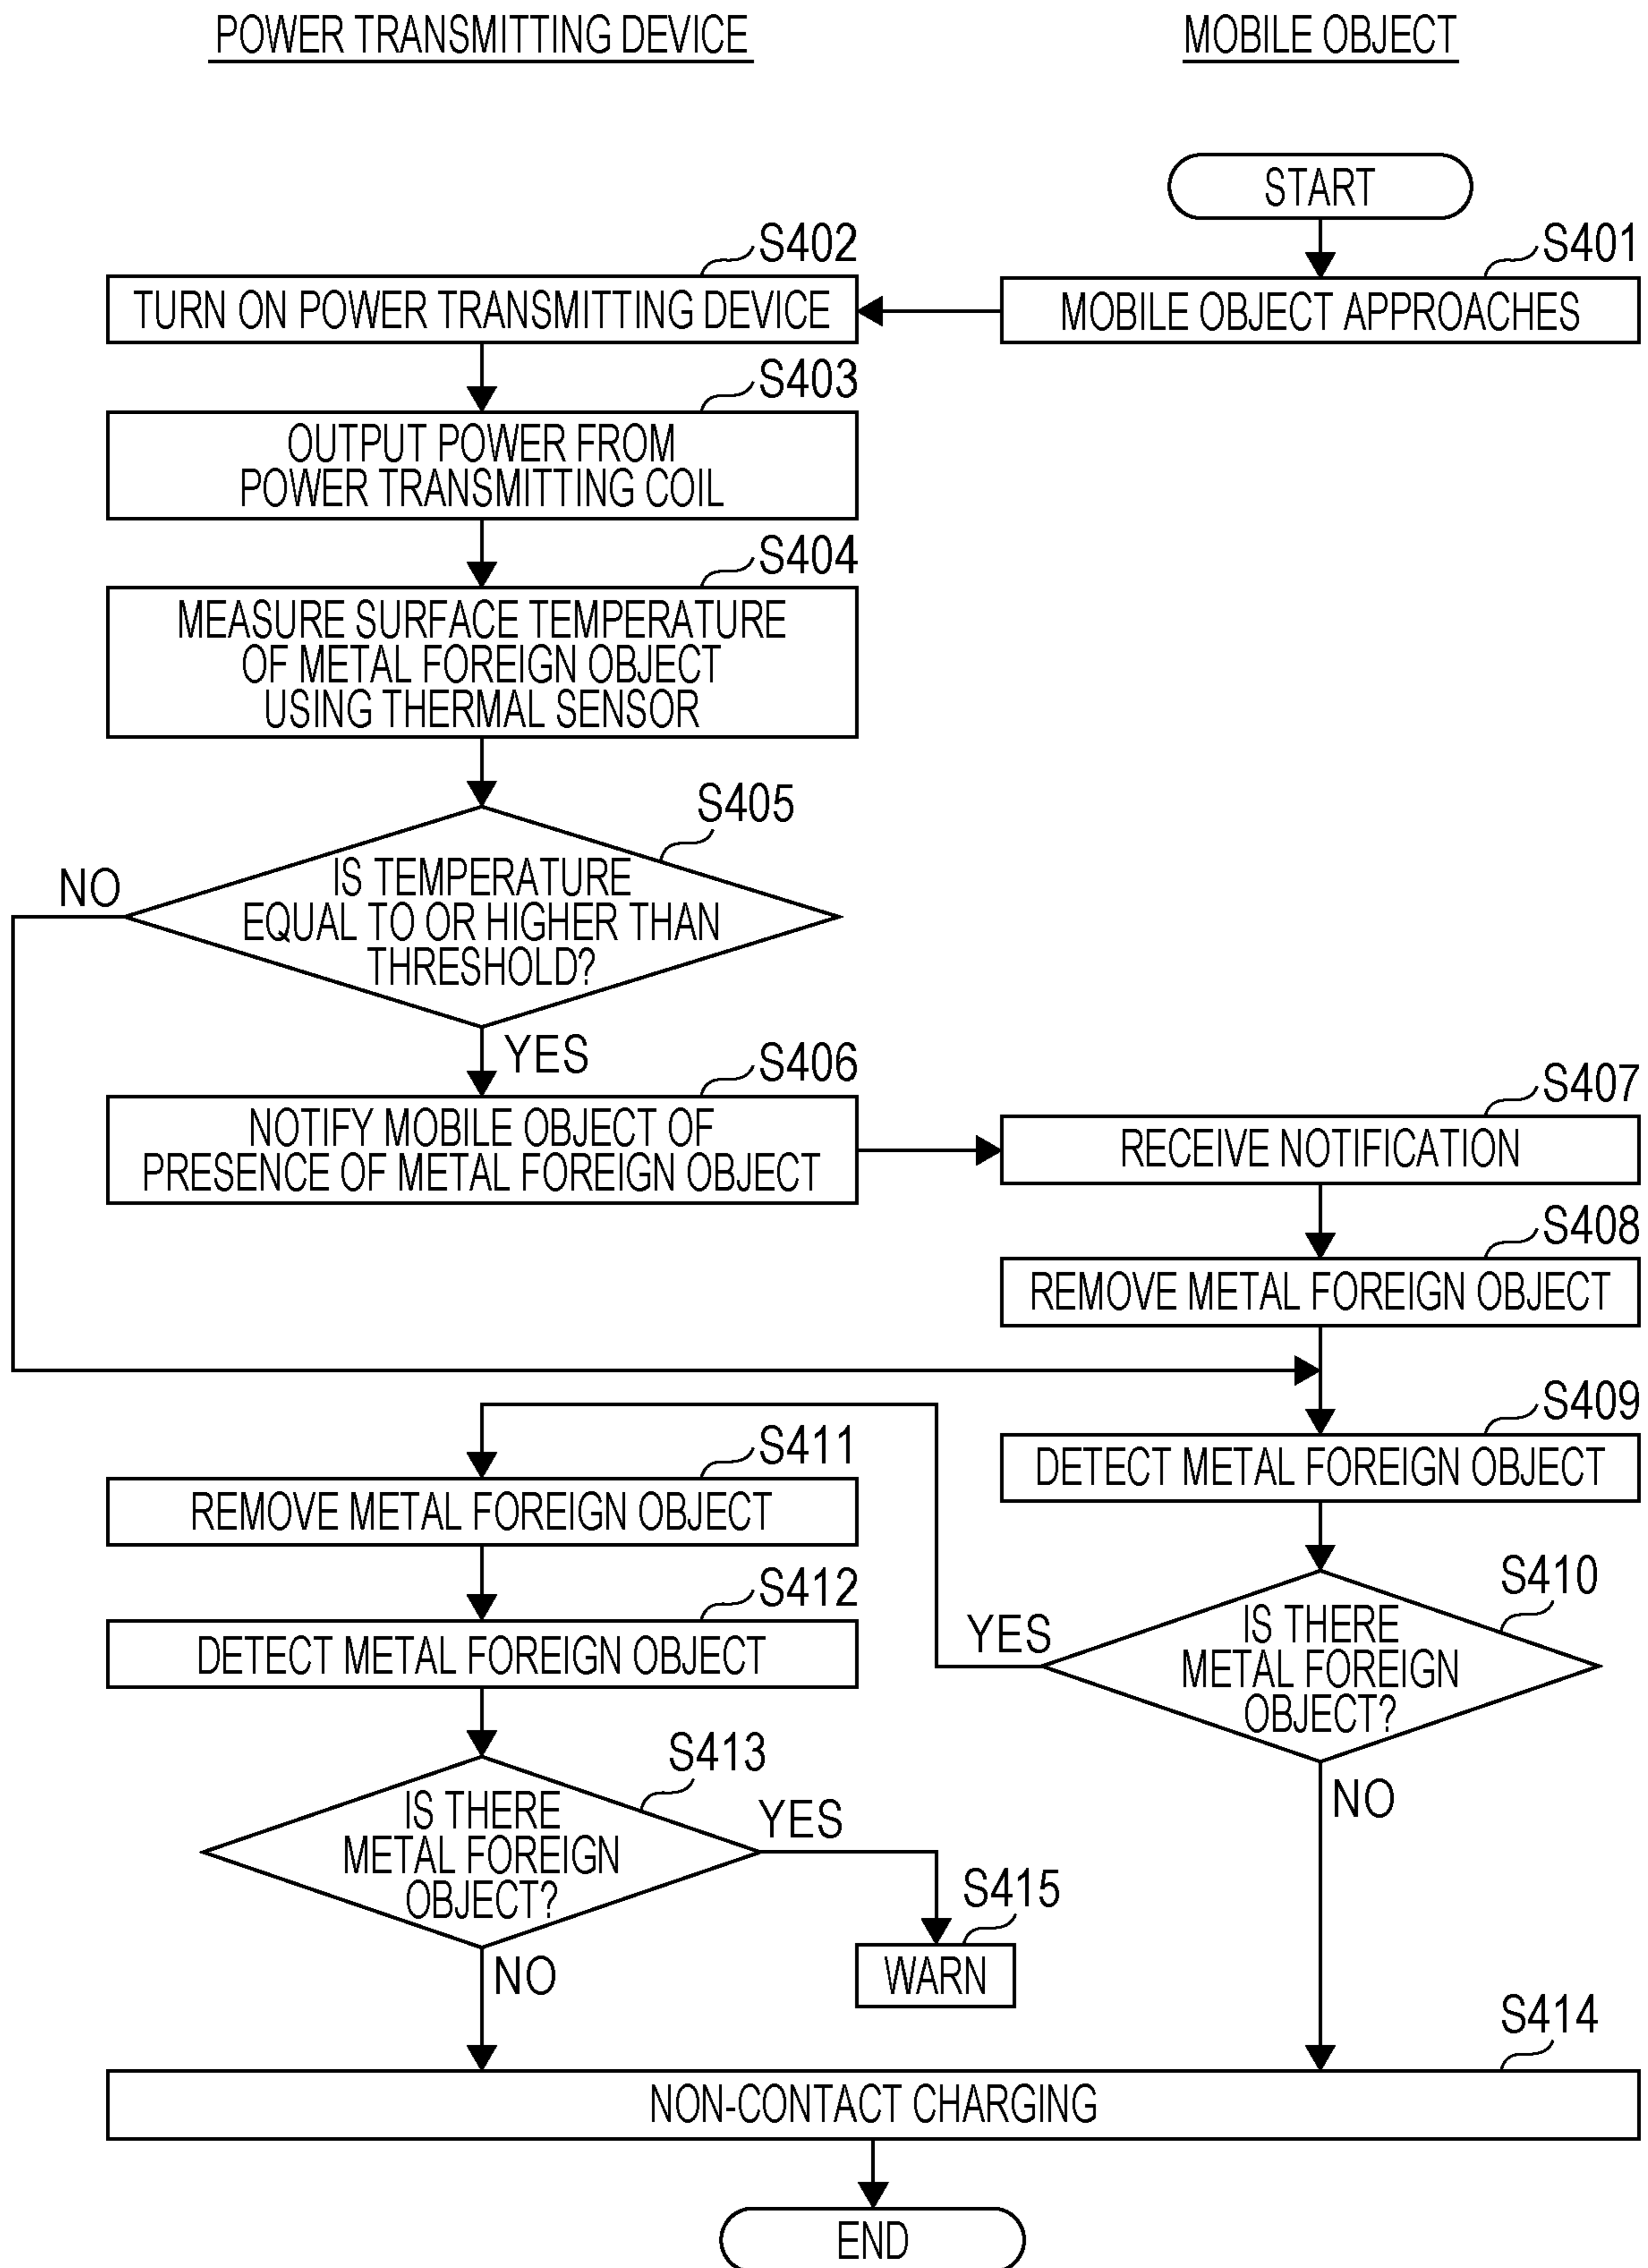 POWER TRANSMITTING DEVICE
MOBILE OBJECT
START
S401
MOBILE OBJECT APPROACHES
S402
TURN ON POWER TRANSMITTING DEVICE
S403
OUTPUT POWER FROM
POWER TRANSMITTING COIL
S404
MEASURE SURFACE TEMPERATURE
OF METAL FOREIGN OBJECT
USING THERMAL SENSOR
S405
IS TEMPERATURE
EQUAL TO OR HIGHER THAN
THRESHOLD?
NO
YES
S406
NOTIFY MOBILE OBJECT OF
PRESENCE OF METAL FOREIGN OBJECT
S407
RECEIVE NOTIFICATION
S408
REMOVE METAL FOREIGN OBJECT
S409
DETECT METAL FOREIGN OBJECT
S410
IS THERE
METAL FOREIGN
OBJECT?
YES
NO
S411
REMOVE METAL FOREIGN OBJECT
S412
DETECT METAL FOREIGN OBJECT
S413
IS THERE
METAL FOREIGN
OBJECT?
YES
NO
S415
WARN
S414
NON-CONTACT CHARGING
END